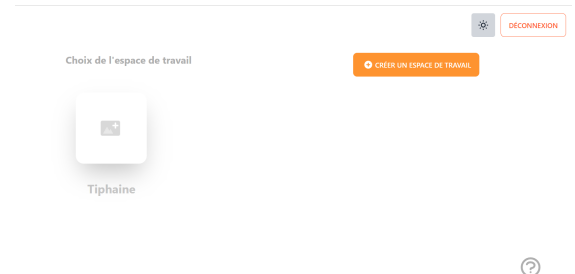 DÉCONNEXION
Choix de l'espace de travail
CRÉER UN ESPACE DE TRAVAIL
Tiphaine